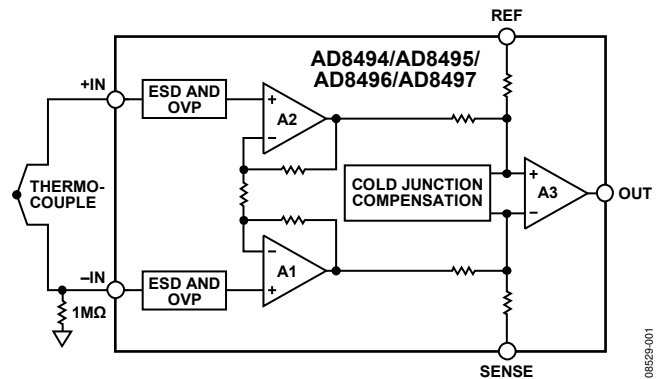 REF
AD8494/AD8495/
AD8496/AD8497
+IN
ESD AND
OVP
+
A2
−
THERMO-
COUPLE
COLD JUNCTION
COMPENSATION
+
A3
−
OUT
−
A1
+
–IN
ESD AND
OVP
1MΩ
SENSE
08529-001